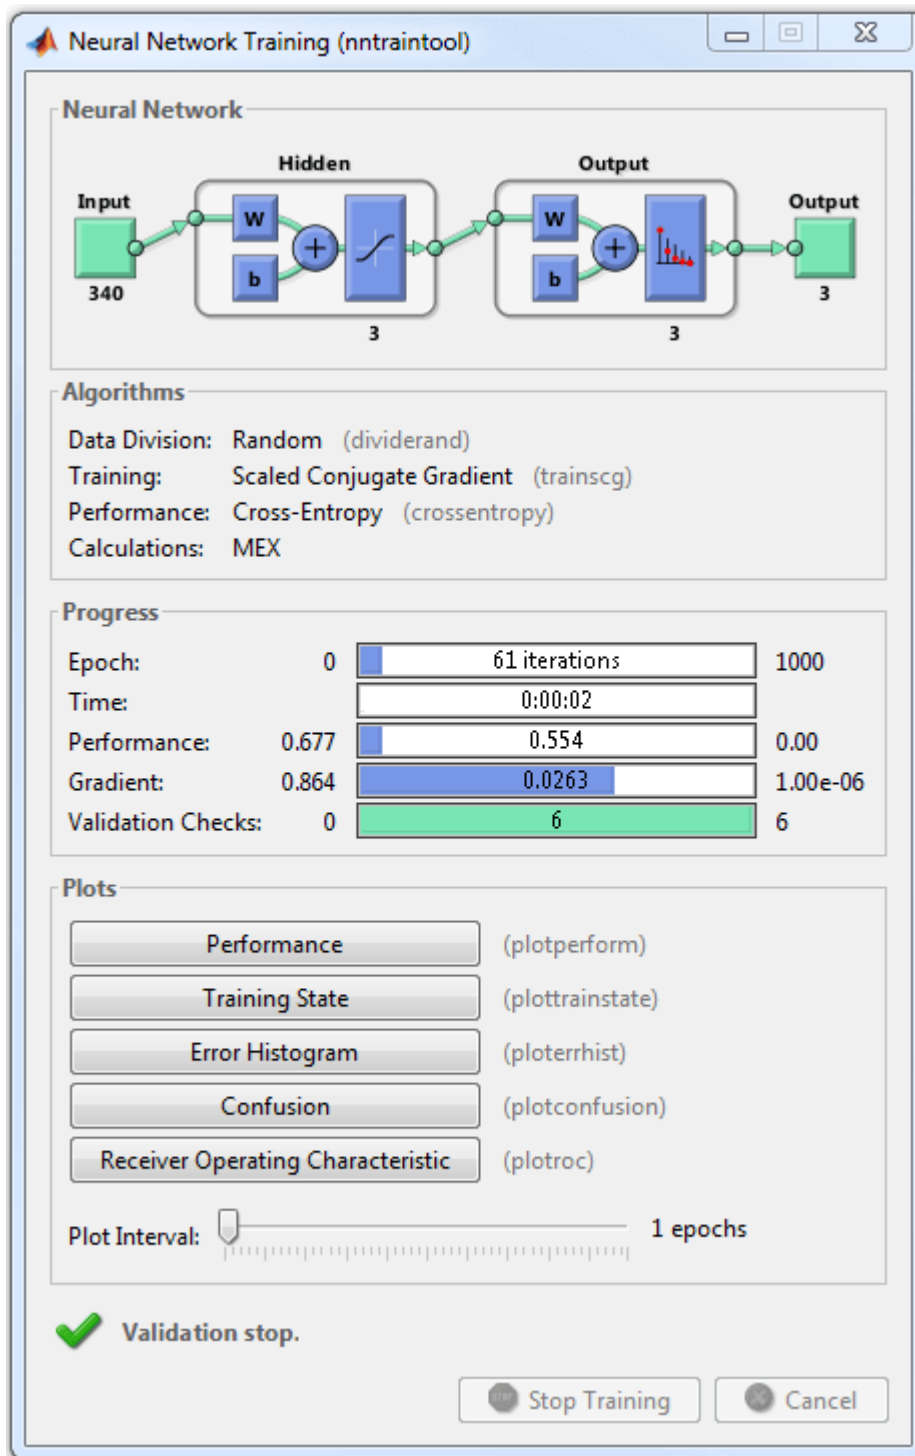 Neural Network Training (nntraintool)
Neural Network
Hidden Output
Input Output
W W
b b
340 3
3 3
Algorithms
Data Division: Random (dividerand)
Training: Scaled Conjugate Gradient (trainscg)
Performance: Cross-Entropy (crossentropy)
Calculations: MEX
Progress
Epoch: 0 61 iterations 1000
Time: 0:00:02
Performance: 0.677 0.554 0.00
Gradient: 0.864 0.0263 1.00e-06
Validation Checks: 0 6 6
Plots
Performance (plotperform)
Training State (plottrainstate)
Error Histogram (ploterrhist)
Confusion (plotconfusion)
Receiver Operating Characteristic (plotroc)
Plot Interval: 1 epochs
Validation stop.
STOP Stop Training Cancel